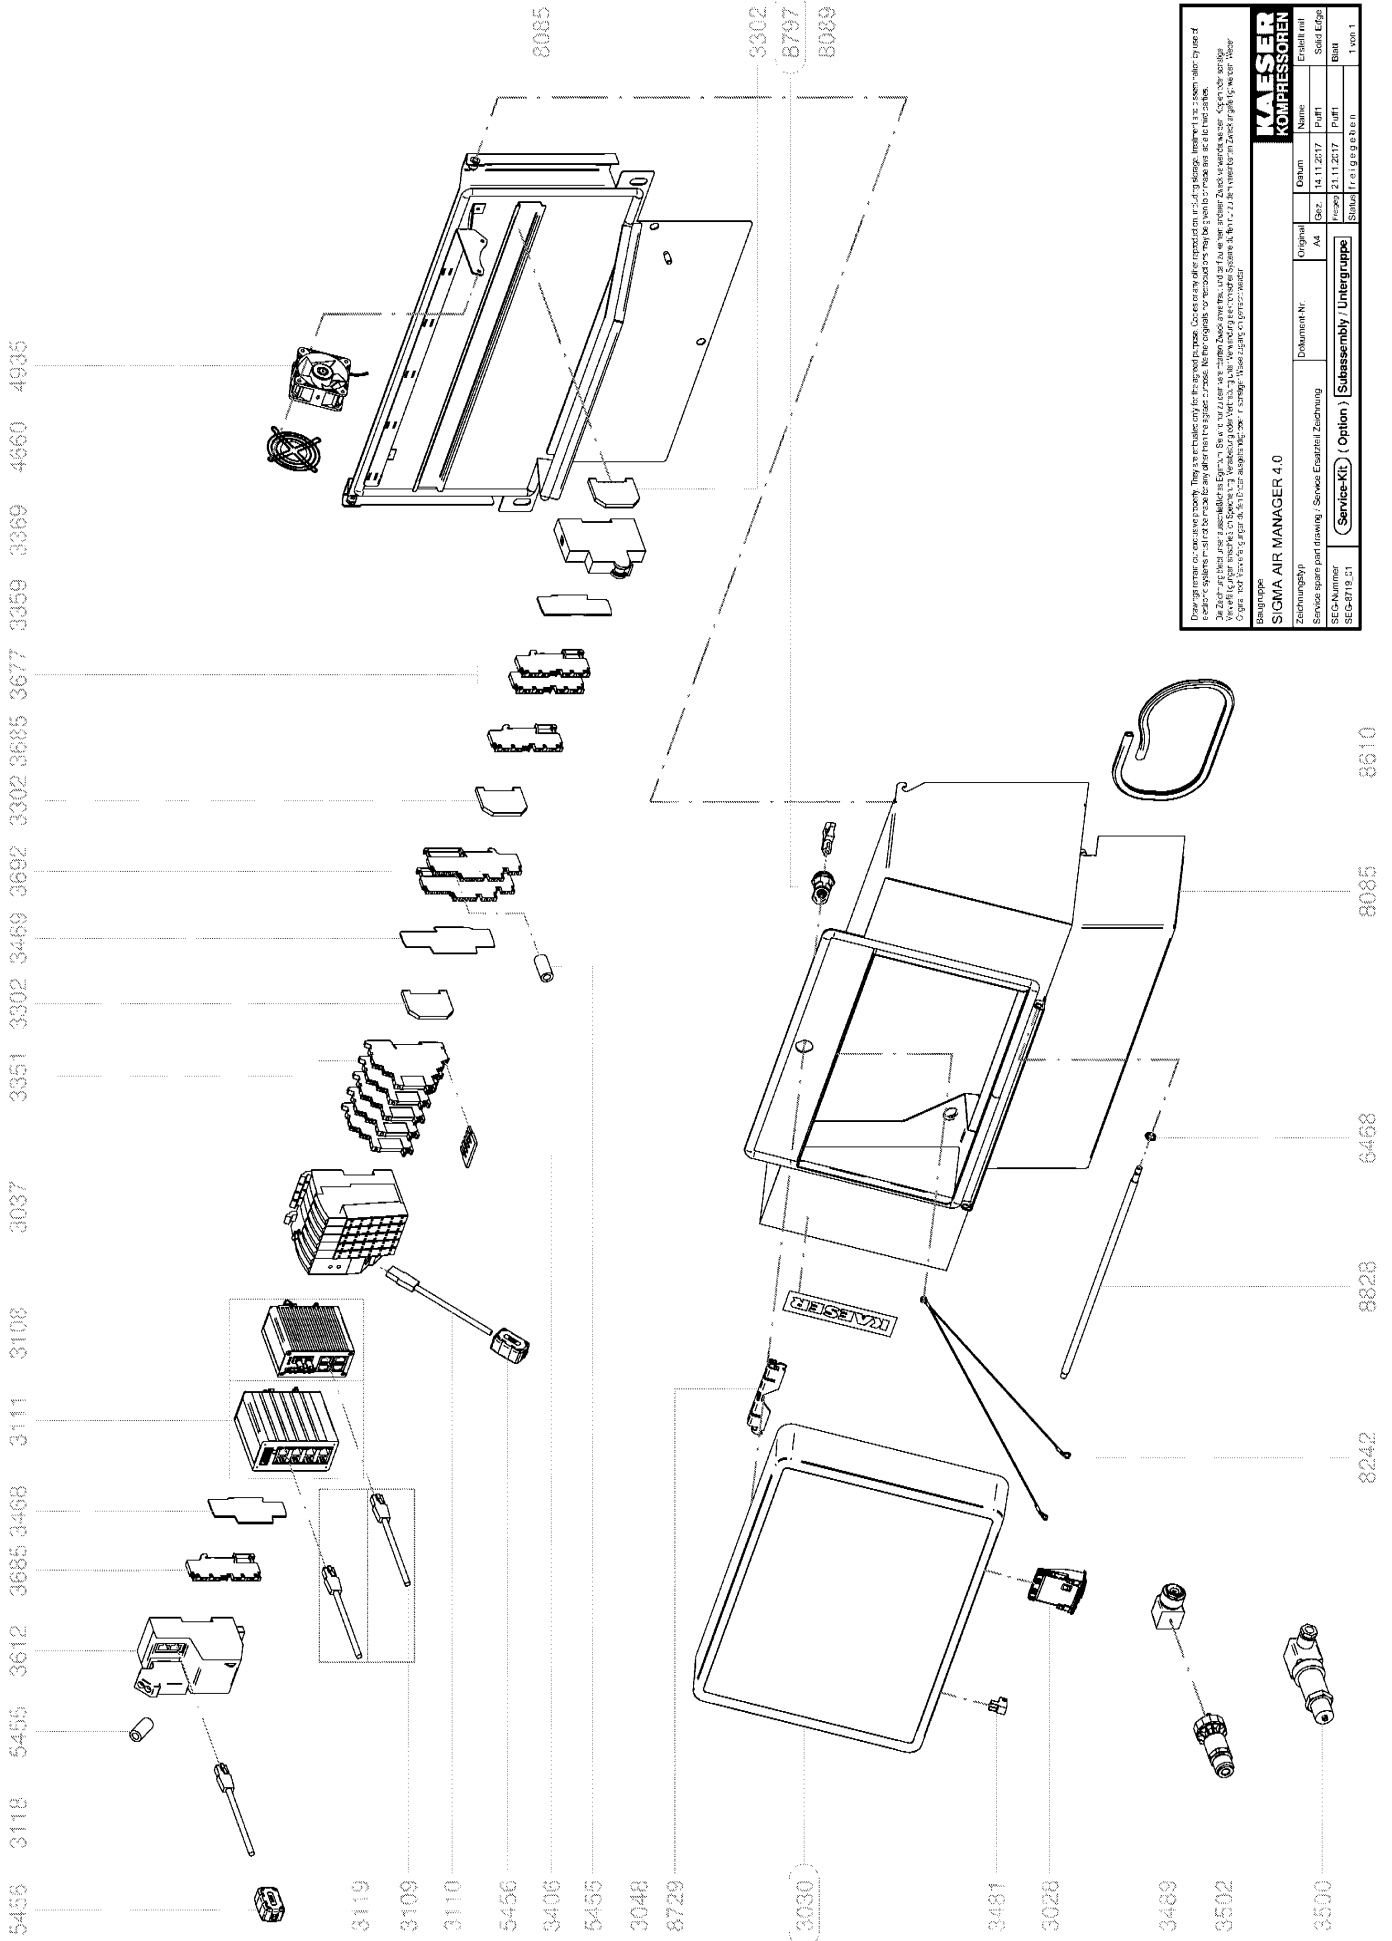 5456
3118
5455
3612
3685
3468
3111
3108
3037
3351
3302
3469
3692
3302
3685
3677
3359
3369
4660
4935
8085
3302
8797
8089
3119
3109
3110
5456
3406
5455
3048
8729
3030
3481
3028
3489
3502
3500
8242
8828
6468
8085
8610
KAESER
KAESER
KOMPRESSOREN
Baugruppe
SIGMA AIR MANAGER 4.0
Zeichnungstyp
Service spare part drawing / Service Ersatzteil Zeichnung
Dokument-Nr.
Original
A4
Datum
Name
Erstellt mit
Gez.
14.11.2017
Puff1
Solid Edge
21.11.2017
Puff1
Blatt
Status
freigegeben
1 von 1
SEG-Nummer
SEG-8719_01
Service-Kit
( Option )
Subassembly / Untergruppe